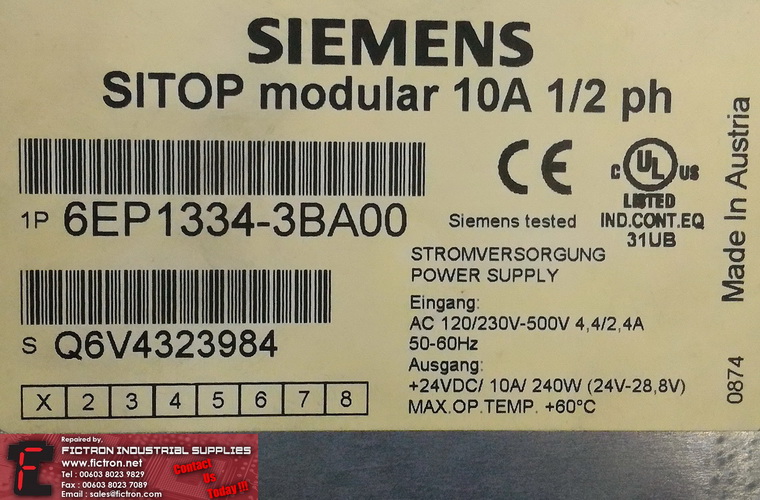 SIEMENS
SITOP modular 10A 1/2 ph
1P 6EP1334-3BA00
CE
C UL US
LISTED
IND.CONT.EQ
31UB
Siemens tested
STROMVERSORGUNG
POWER SUPPLY
Eingang:
AC 120/230V-500V 4,4/2,4A
50-60Hz
Ausgang:
+24VDC/ 10A/ 240W (24V-28,8V)
MAX.OP.TEMP. +60°C
S Q6V4323984
X 2 3 4 5 6 7 8
0874 Made In Austria
Repaired by,
FICTRON INDUSTRIAL SUPPLIES
www.fictron.net
Tel : 00603 8023 9829
Fax : 00603 8023 7089
Email : sales@fictron.com
Contact
Us
Today !!!